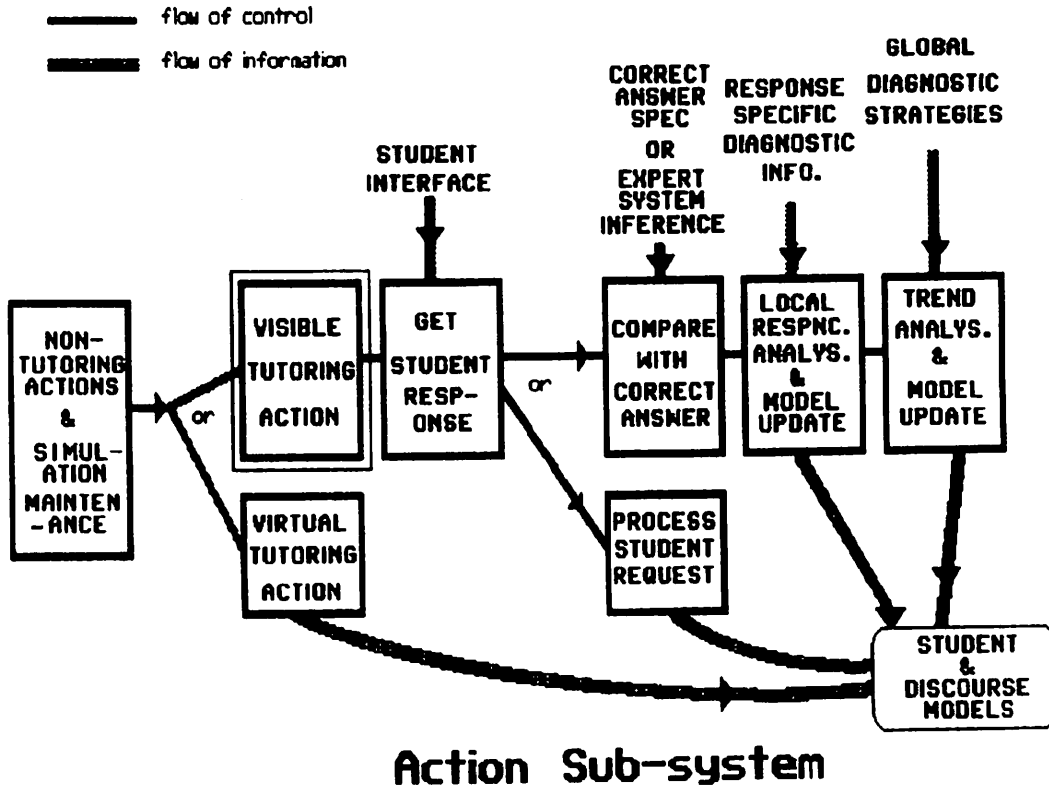 flow of control
flow of information
STUDENT
INTERFACE
CORRECT
ANSWER
SPEC
OR
EXPERT
SYSTEM
INFERENCE
RESPONSE
SPECIFIC
DIAGNOSTIC
INFO.
GLOBAL
DIAGNOSTIC
STRATEGIES
NON-
TUTORING
ACTIONS
&
SIMUL-
ATION
MAINTEN
-ANCE
or
VISIBLE
TUTORING
ACTION
VIRTUAL
TUTORING
ACTION
GET
STUDENT
RESP-
ONSE
or
COMPARE
WITH
CORRECT
ANSWER
PROCESS
STUDENT
REQUEST
LOCAL
RESPNC.
ANALYS.
&
MODEL
UPDATE
TREND
ANALYS.
&
MODEL
UPDATE
STUDENT
&
DISCOURSE
MODELS
Action Sub-system